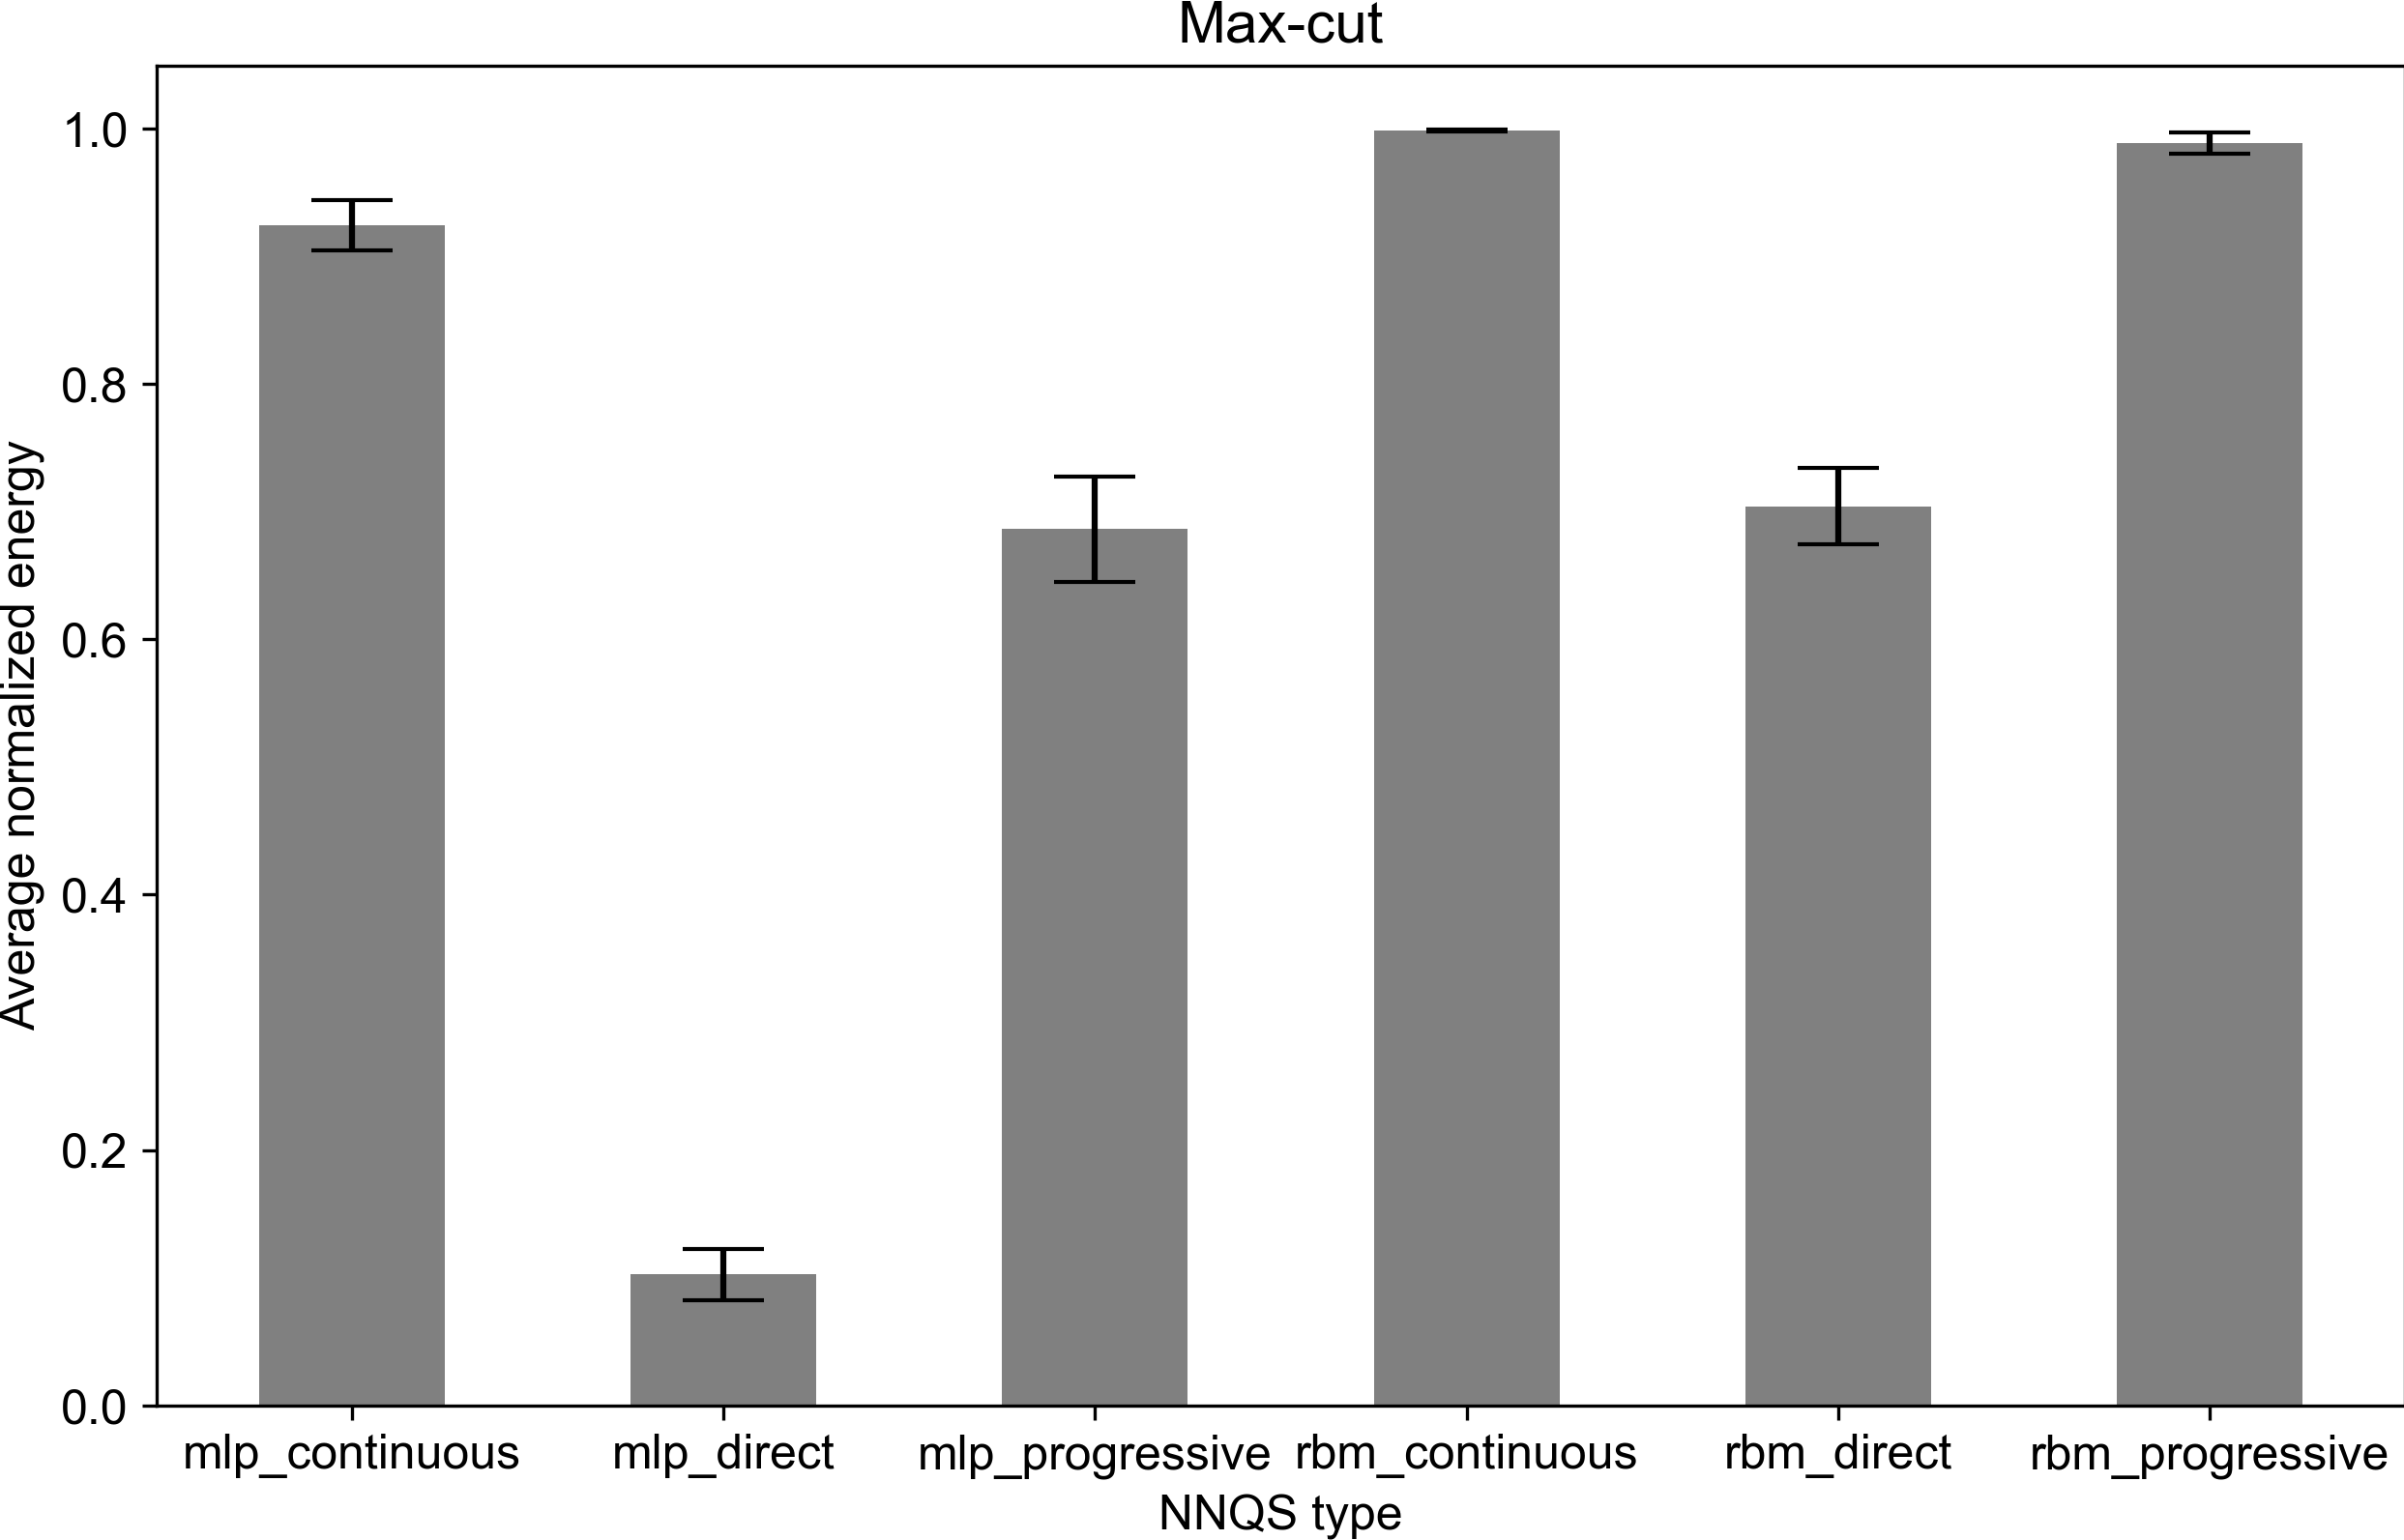 Max-cut
Average normalized energy
1.0
0.8
0.6
0.4
0.2
0.0
mlp_continuous mlp_direct mlp_progressive rbm_continuous rbm_direct rbm_progressive
NNQS type